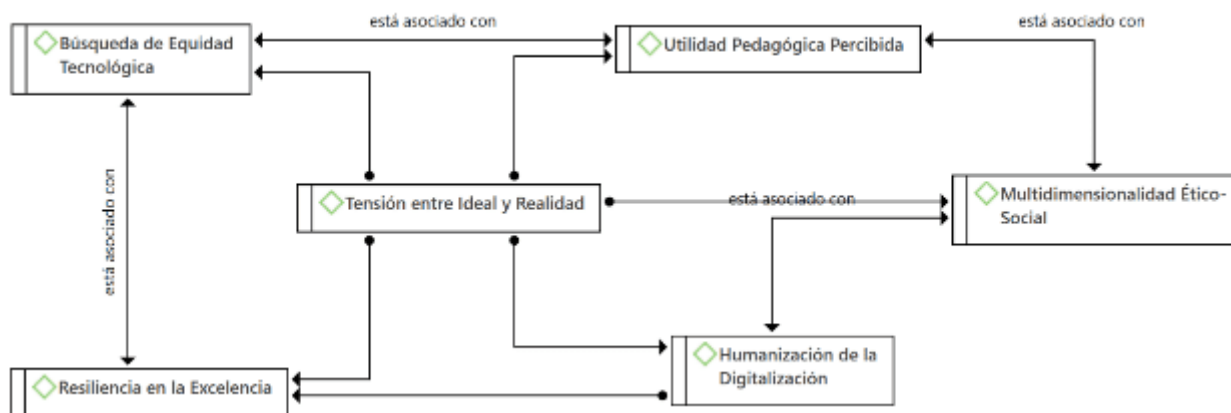 está asociado con
está asociado con
Búsqueda de Equidad
Tecnológica
Utilidad Pedagógica Percibida
está asociado con
Tensión entre Ideal y Realidad
está asociado con
Multidimensionalidad Ético-
Social
Humanización de la
Digitalización
Resiliencia en la Excelencia